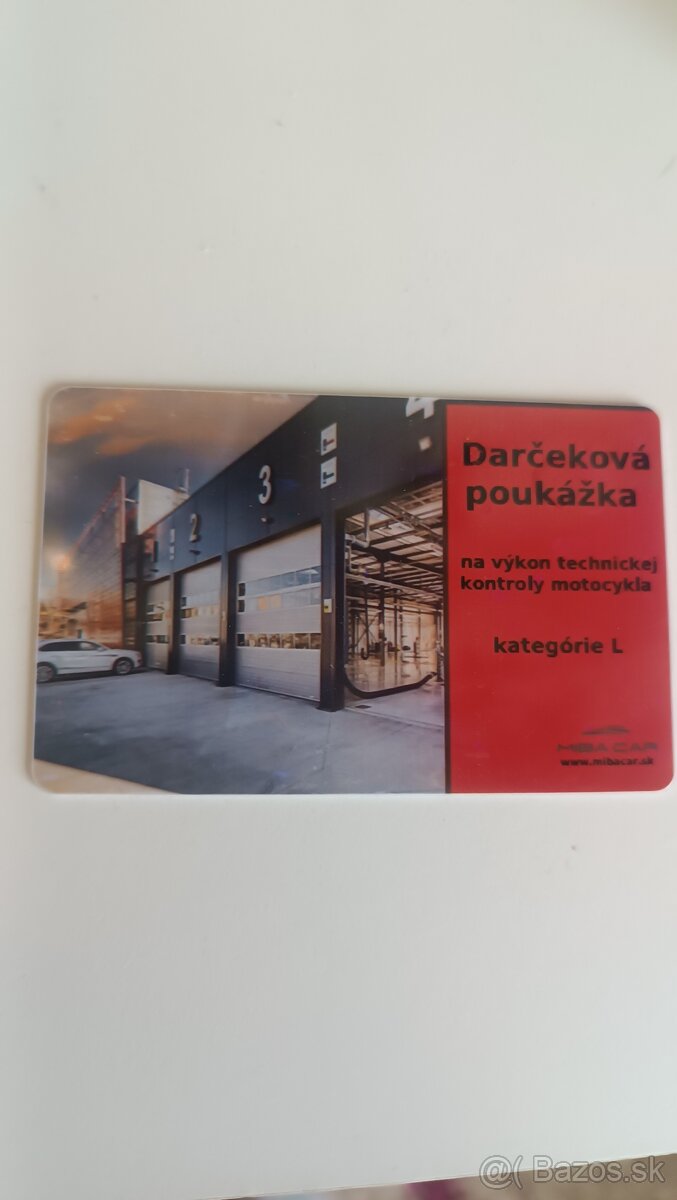 4
3
2
1
Darčeková
poukážka
na výkon technickej
kontroly motocykla
kategórie L
MIBA CAR
www.mibacar.sk
@( Bazos.sk